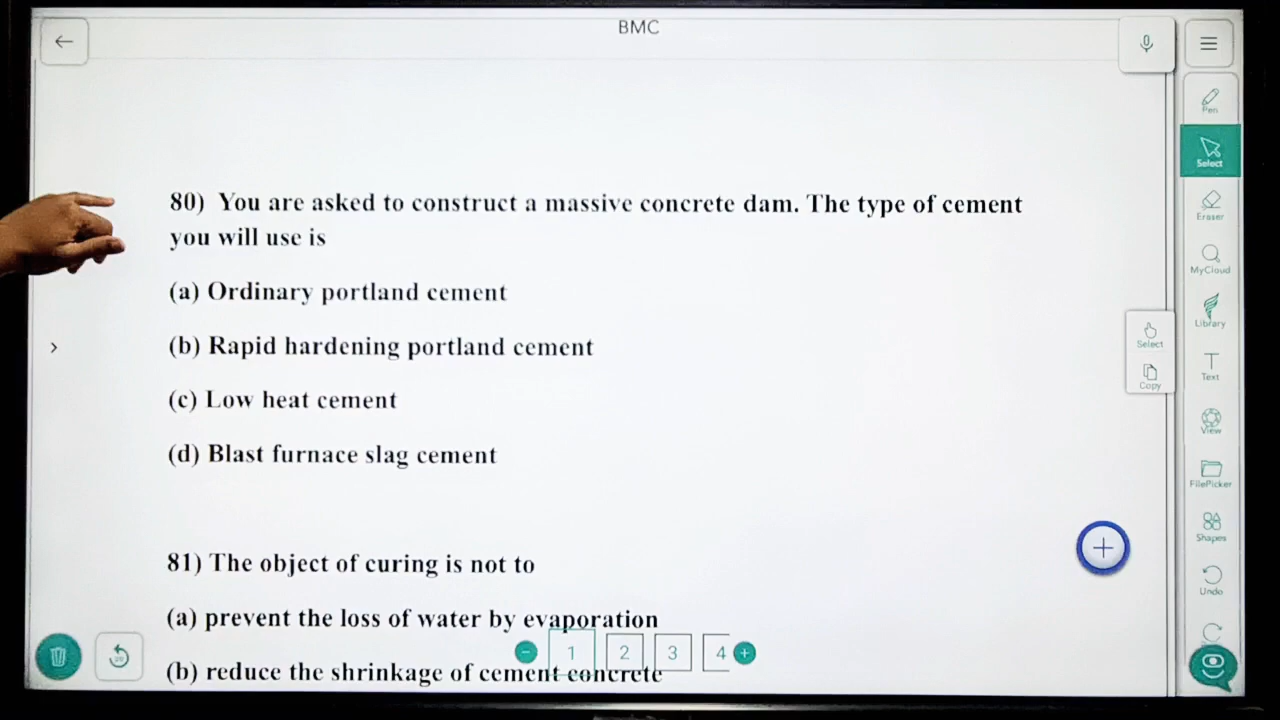 BMC
80) You are asked to construct a massive concrete dam. The type of cement
you will use is
(a) Ordinary portland cement
(b) Rapid hardening portland cement
(c) Low heat cement
(d) Blast furnace slag cement
81) The object of curing is not to
(a) prevent the loss of water by evaporation
(b) reduce the shrinkage of cement concrete
1 2 3 4
Pen
Select
Eraser
MyCloud
Library
Text
View
FilePicker
Shapes
Undo
Select
Copy